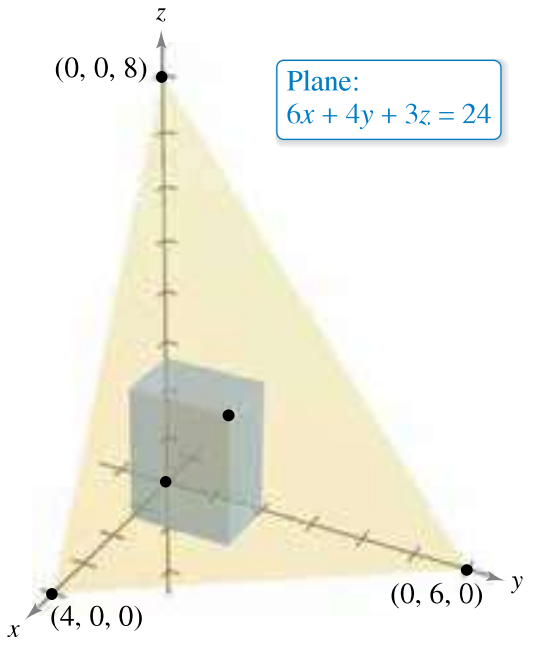 z
(0, 0, 8)
Plane:
6x + 4y + 3z = 24
y
(0, 6, 0)
(4, 0, 0)
x